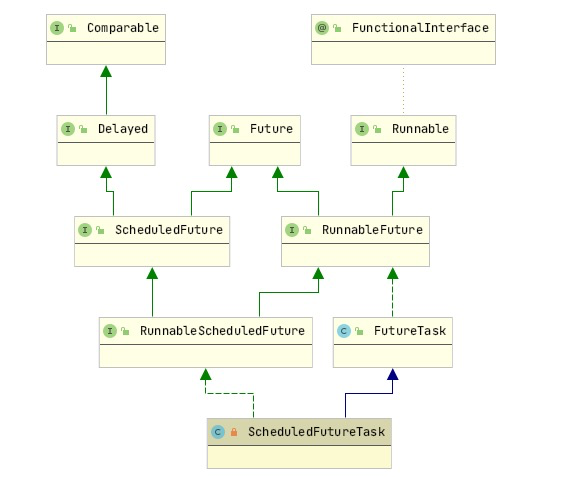 I Comparable
@ FunctionalInterface
I Delayed
I Future
I Runnable
I ScheduledFuture
I RunnableFuture
I RunnableScheduledFuture
C FutureTask
C ScheduledFutureTask